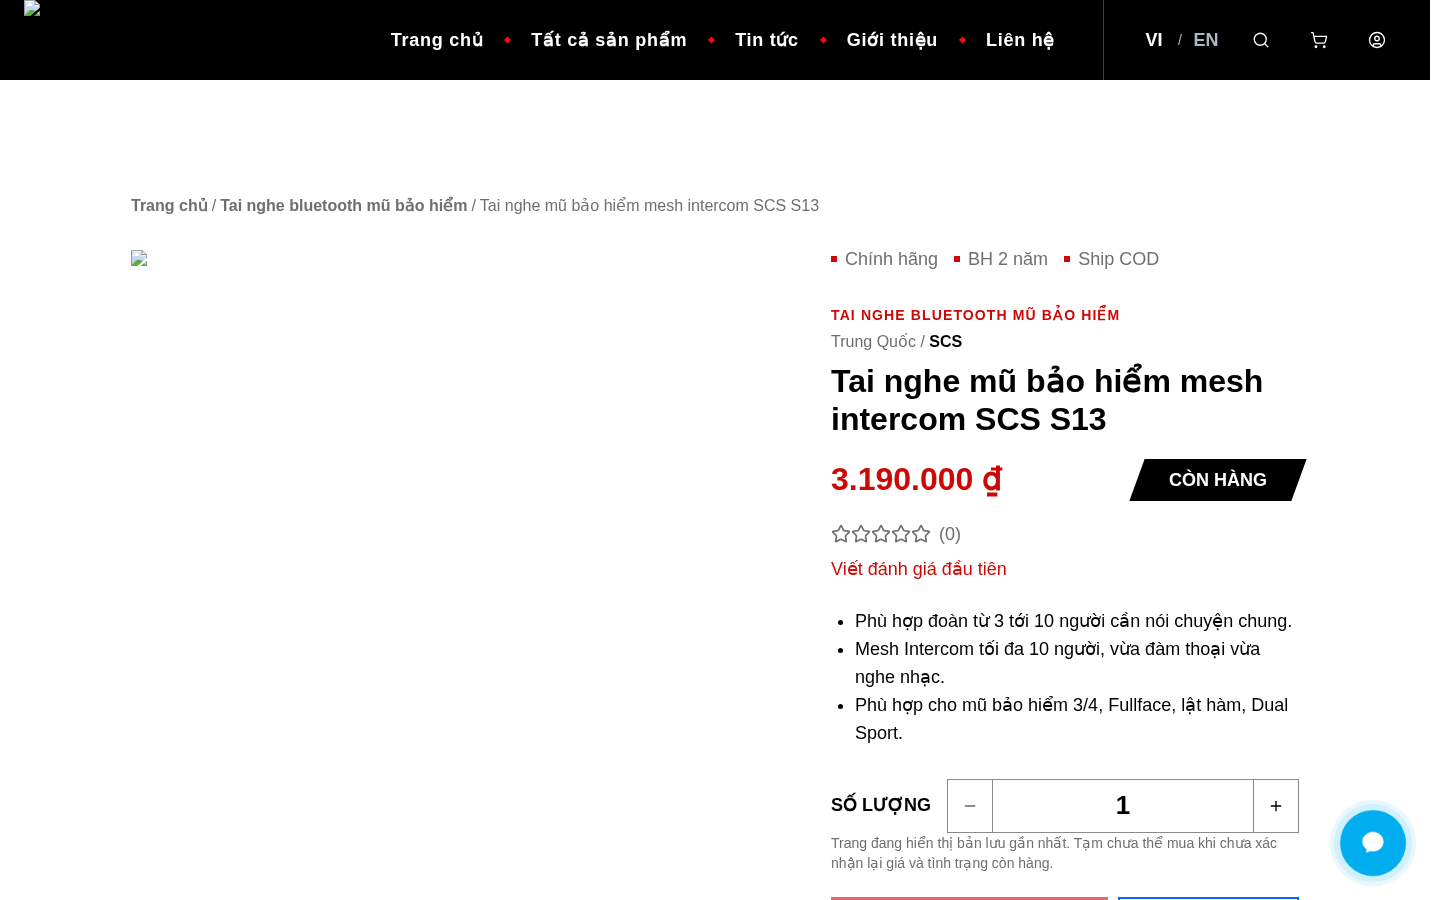 Trang chủ Tất cả sản phẩm Tin tức Giới thiệu Liên hệ VI / EN
Trang chủ / Tai nghe bluetooth mũ bảo hiểm / Tai nghe mũ bảo hiểm mesh intercom SCS S13
Chính hãng BH 2 năm Ship COD
TAI NGHE BLUETOOTH MŨ BẢO HIỂM
Trung Quốc / SCS
Tai nghe mũ bảo hiểm mesh
intercom SCS S13
3.190.000 ₫ CÒN HÀNG
(0)
Viết đánh giá đầu tiên
Phù hợp đoàn từ 3 tới 10 người cần nói chuyện chung.
Mesh Intercom tối đa 10 người, vừa đàm thoại vừa
nghe nhạc.
Phù hợp cho mũ bảo hiểm 3/4, Fullface, lật hàm, Dual
Sport.
SỐ LƯỢNG − 1 +
Trang đang hiển thị bản lưu gần nhất. Tạm chưa thể mua khi chưa xác
nhận lại giá và tình trạng còn hàng.